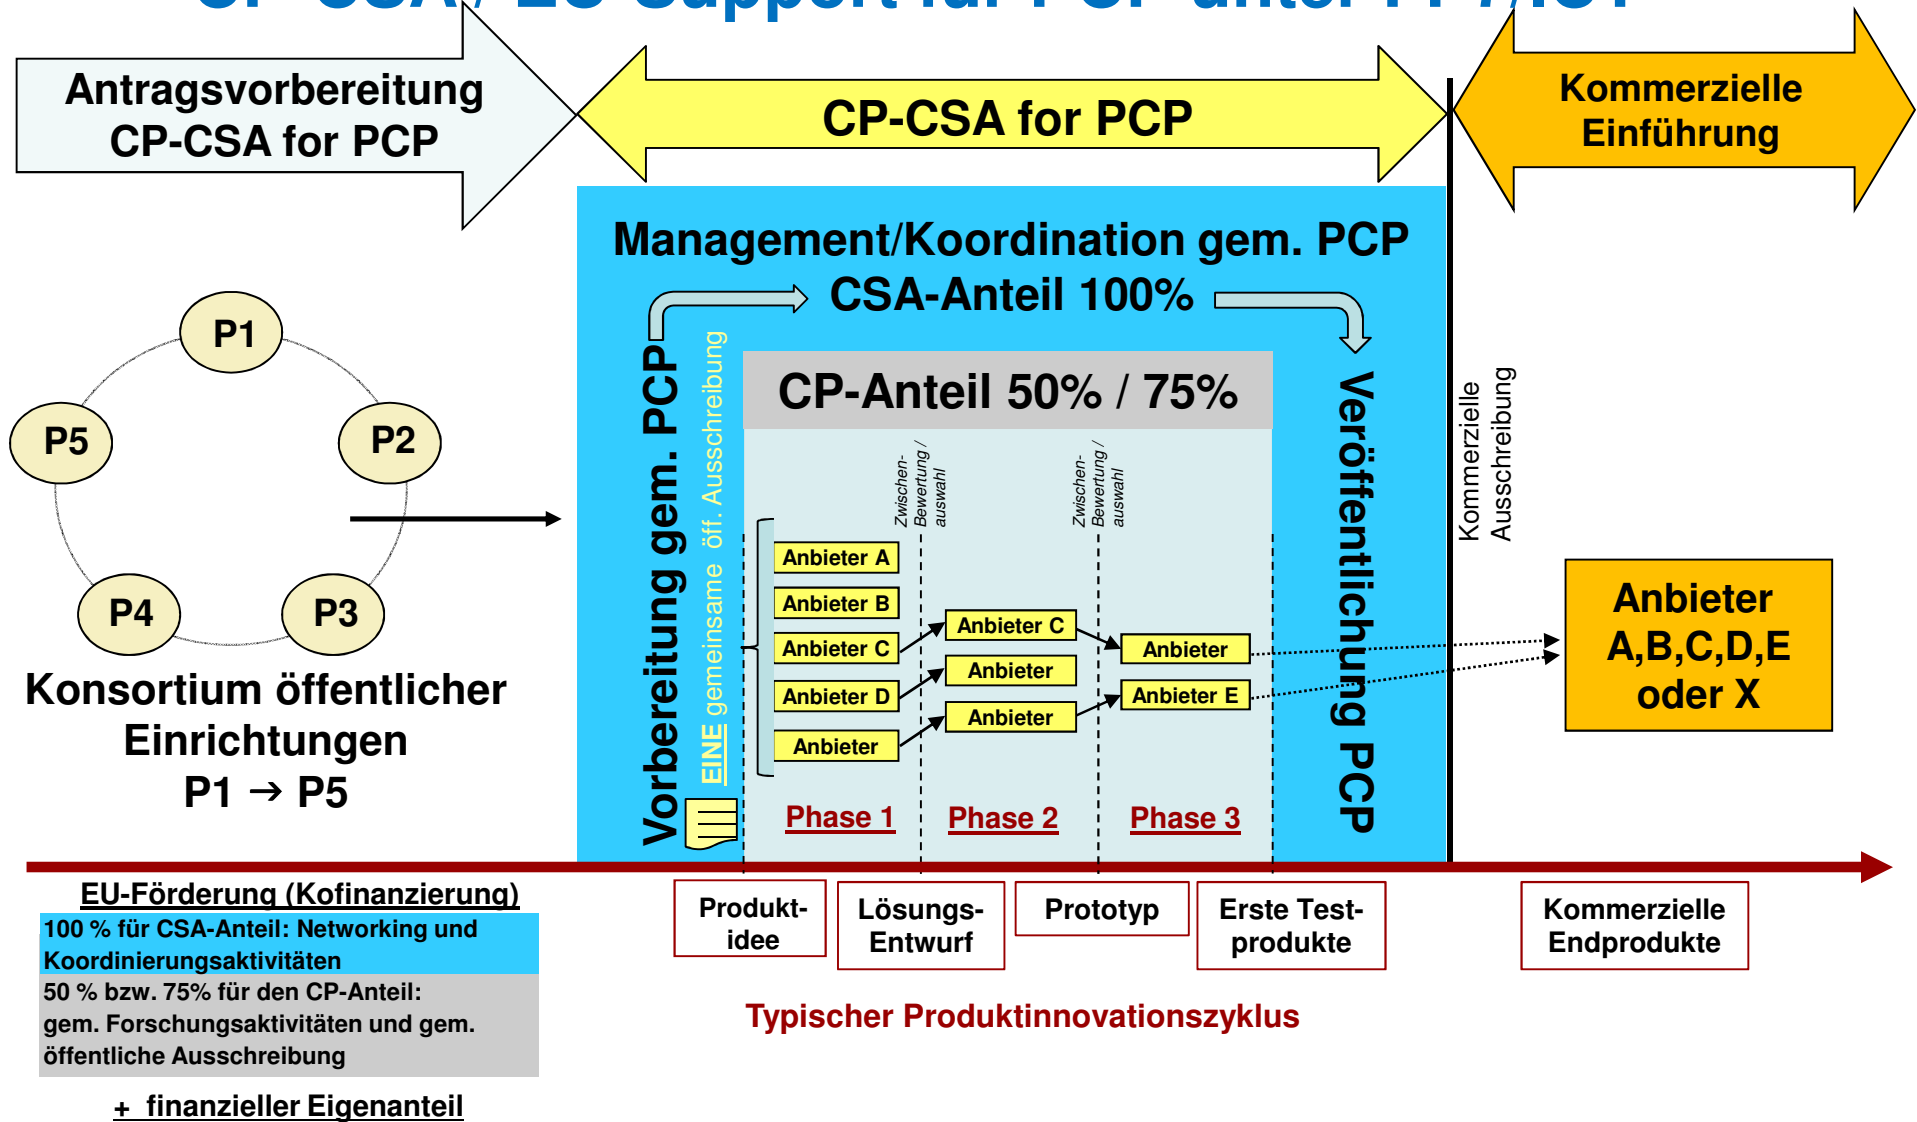 Antragsvorbereitung
CP-CSA for PCP
CP-CSA for PCP
Kommerzielle
Einführung
Management/Koordination gem. PCP
CSA-Anteil 100%
P1
P2
P3
P4
P5
Konsortium öffentlicher
Einrichtungen
P1 → P5
Vorbereitung gem. PCP
EINE gemeinsame öff. Ausschreibung
CP-Anteil 50% / 75%
Zwischen-
Bewertung /
auswahl
Zwischen-
Bewertung /
auswahl
Anbieter A
Anbieter B
Anbieter C
Anbieter D
Anbieter
Anbieter C
Anbieter
Anbieter
Anbieter
Anbieter E
Phase 1
Phase 2
Phase 3
Veröffentlichung PCP
Kommerzielle
Ausschreibung
Anbieter
A,B,C,D,E
oder X
EU-Förderung (Kofinanzierung)
100 % für CSA-Anteil: Networking und
Koordinierungsaktivitäten
50 % bzw. 75% für den CP-Anteil:
gem. Forschungsaktivitäten und gem.
öffentliche Ausschreibung
+ finanzieller Eigenanteil
Produkt-
idee
Lösungs-
Entwurf
Prototyp
Erste Test-
produkte
Kommerzielle
Endprodukte
Typischer Produktinnovationszyklus